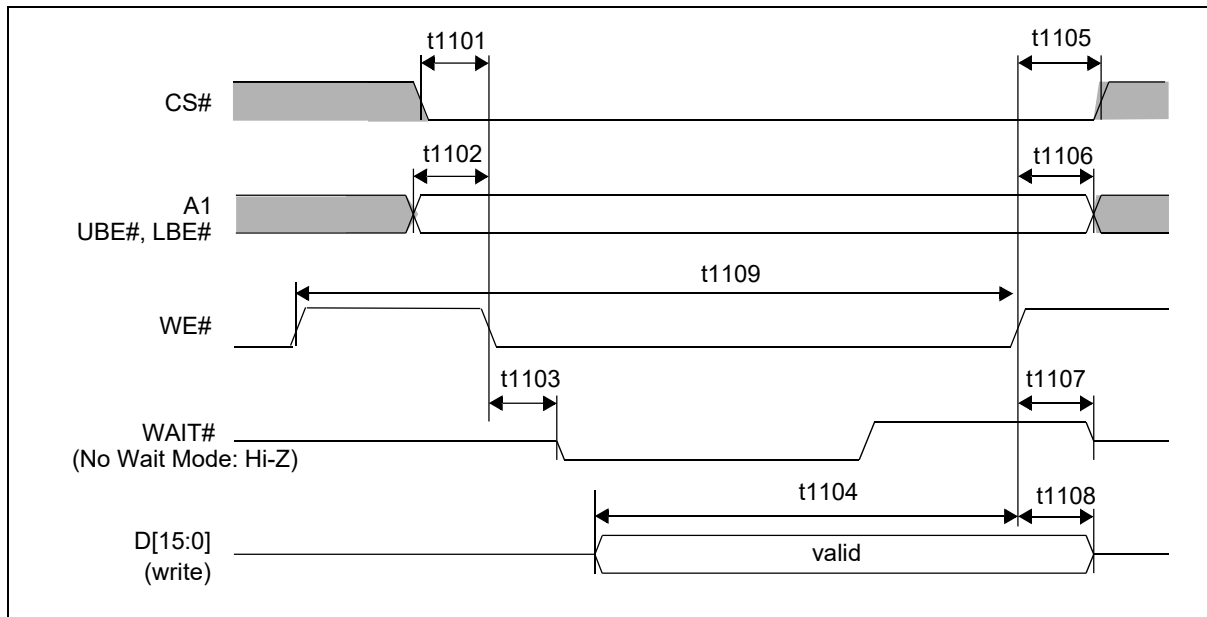 t1101
t1105
CS#
t1102
t1106
A1
UBE#, LBE#
t1109
WE#
t1103
t1107
WAIT#
(No Wait Mode: Hi-Z)
t1104
t1108
D[15:0]
valid
(write)